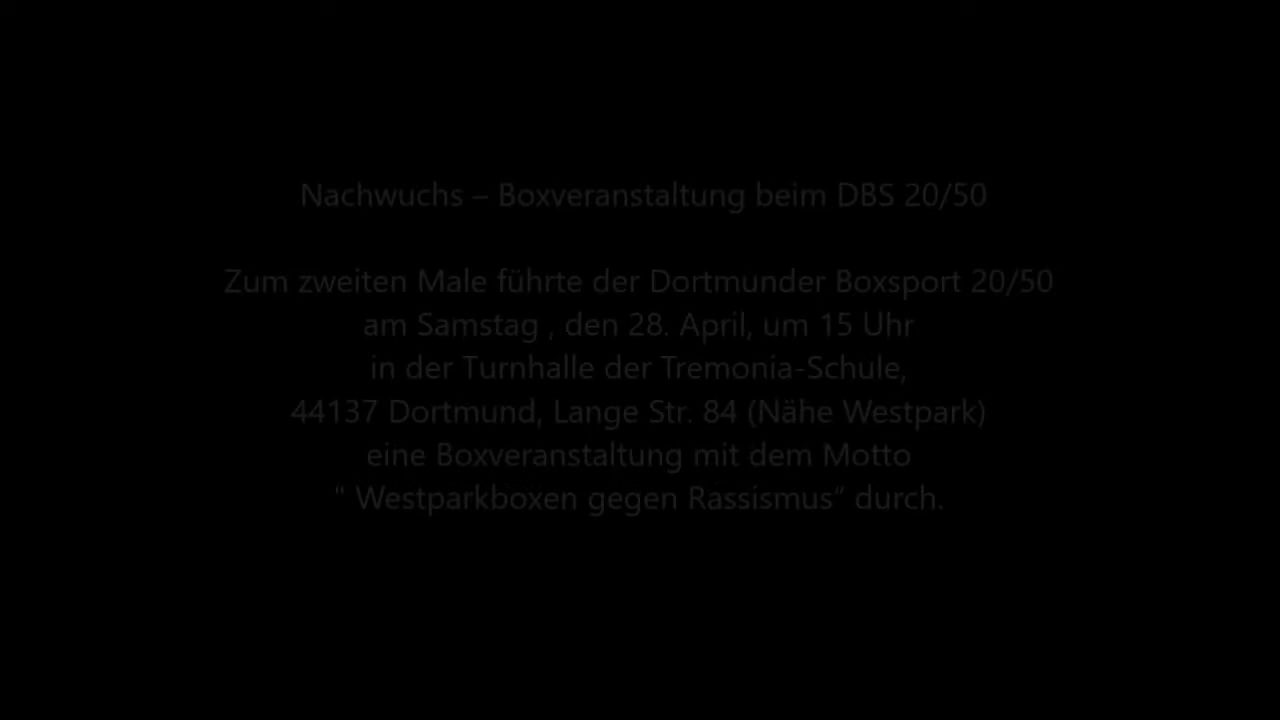 Nachwuchs – Boxveranstaltung beim DBS 20/50
Zum zweiten Male führte der Dortmunder Boxsport 20/50
am Samstag , den 28. April, um 15 Uhr
in der Turnhalle der Tremonia-Schule,
44137 Dortmund, Lange Str. 84 (Nähe Westpark)
eine Boxveranstaltung mit dem Motto
" Westparkboxen gegen Rassismus“ durch.